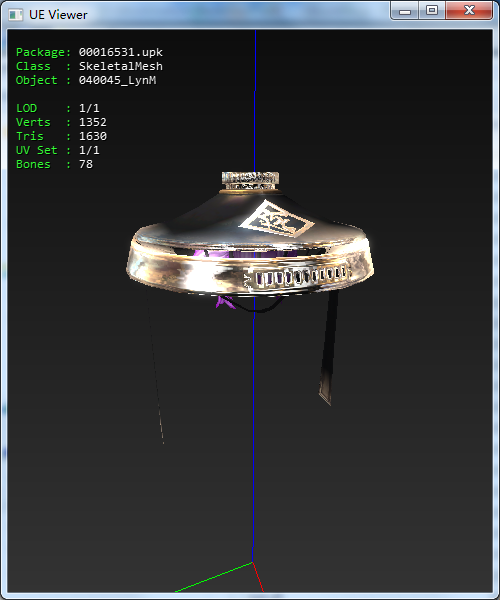 UE Viewer
Package: 00016531.upk
Class : SkeletalMesh
Object : 040045_LynM
LOD : 1/1
Verts : 1352
Tris : 1630
UV Set : 1/1
Bones : 78